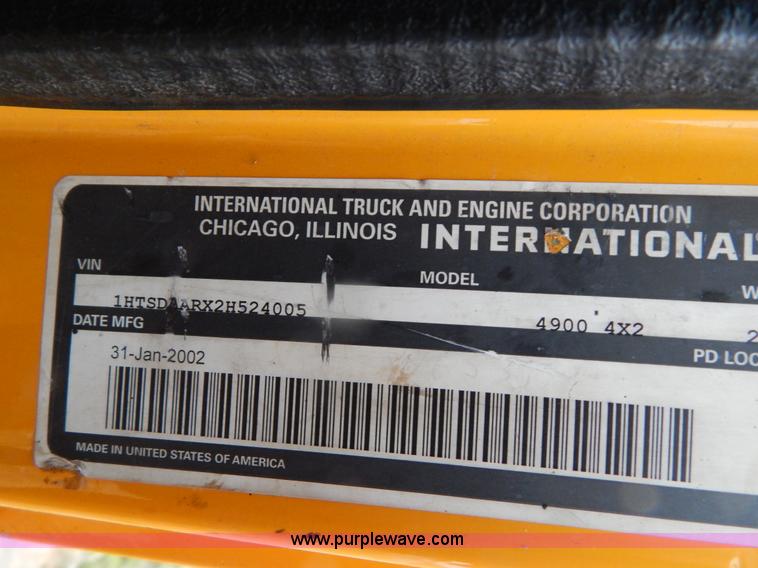 INTERNATIONAL TRUCK AND ENGINE CORPORATION
CHICAGO, ILLINOIS INTERNATIONAL
VIN MODEL W
1HTSDAARX2H524005 4900 4X2 2
DATE MFG PD LOC
31-Jan-2002
MADE IN UNITED STATES OF AMERICA
www.purplewave.com